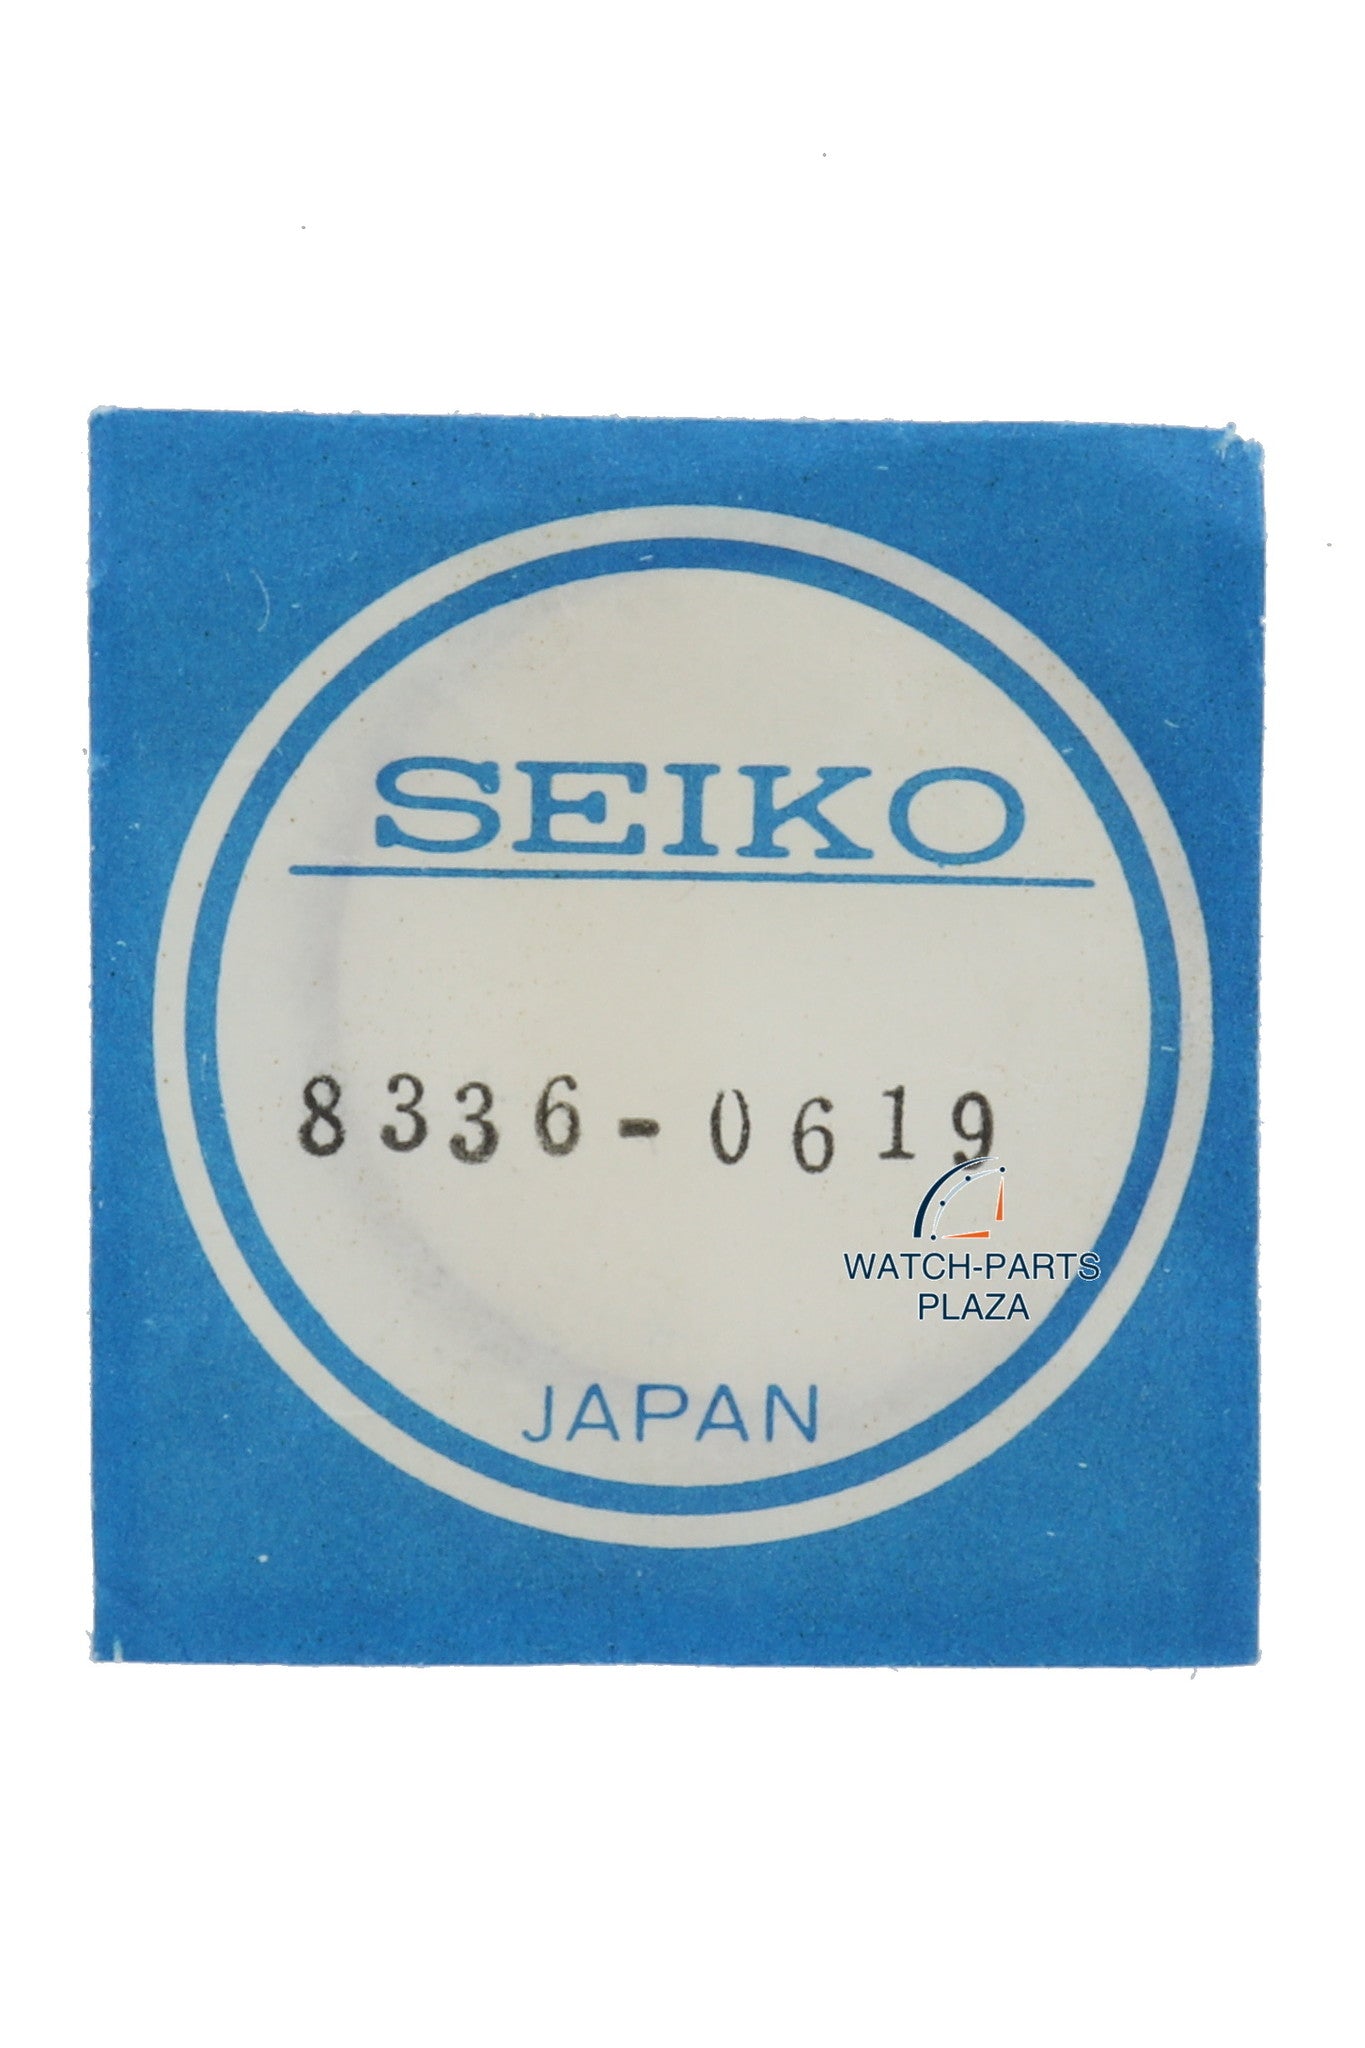 SEIKO
8336-0619
WATCH-PARTS
PLAZA
JAPAN